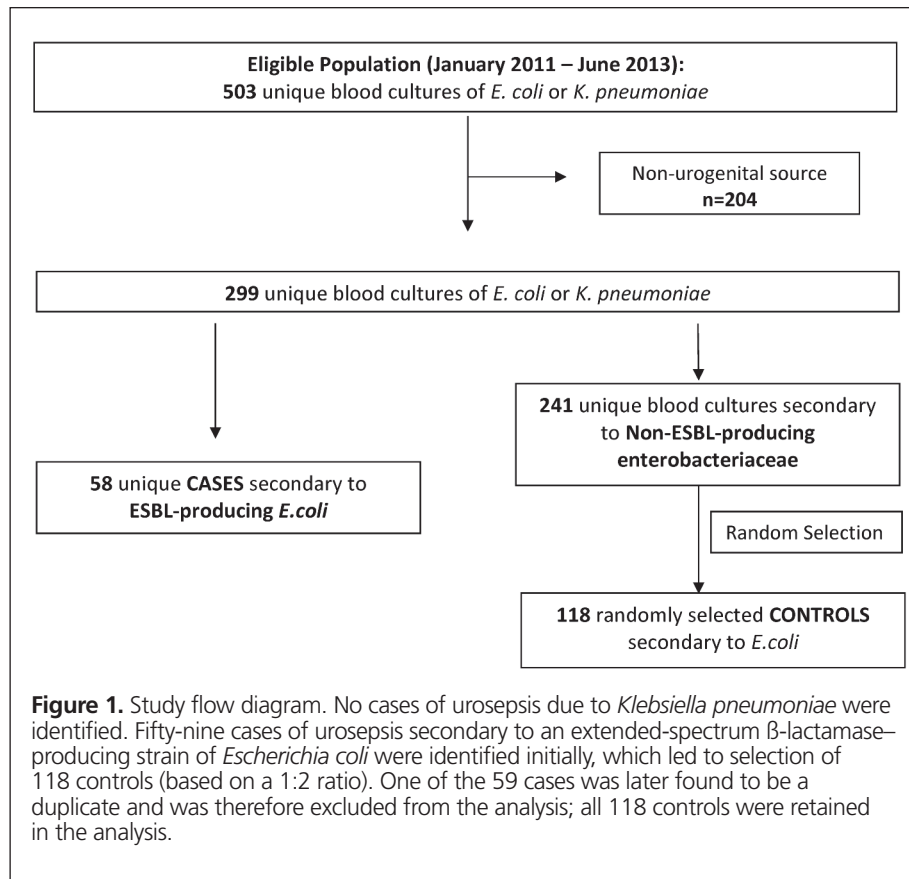 Eligible Population (January 2011 – June 2013):
503 unique blood cultures of E. coli or K. pneumoniae
Non-urogenital source
n=204
299 unique blood cultures of E. coli or K. pneumoniae
241 unique blood cultures secondary
to Non-ESBL-producing
enterobacteriaceae
58 unique CASES secondary to
ESBL-producing E.coli
Random Selection
118 randomly selected CONTROLS
secondary to E.coli
Figure 1. Study flow diagram. No cases of urosepsis due to Klebsiella pneumoniae were
identified. Fifty-nine cases of urosepsis secondary to an extended-spectrum ß-lactamase–
producing strain of Escherichia coli were identified initially, which led to selection of
118 controls (based on a 1:2 ratio). One of the 59 cases was later found to be a
duplicate and was therefore excluded from the analysis; all 118 controls were retained
in the analysis.